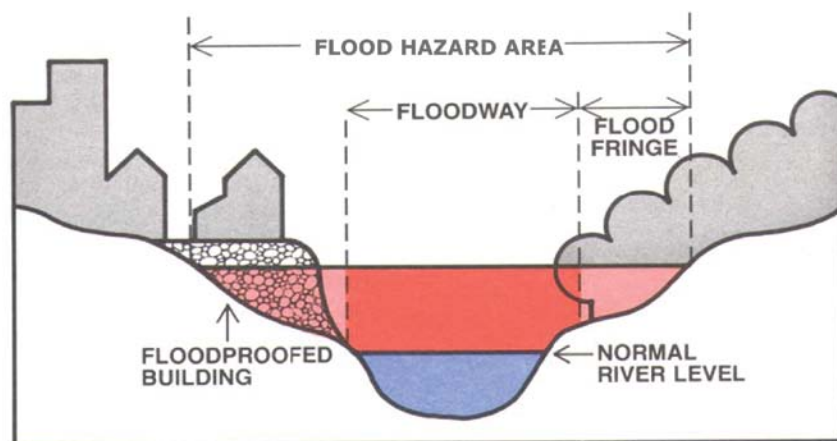 FLOOD HAZARD AREA
FLOODWAY
FLOOD
FRINGE
FLOODPROOFED
BUILDING
NORMAL
RIVER LEVEL